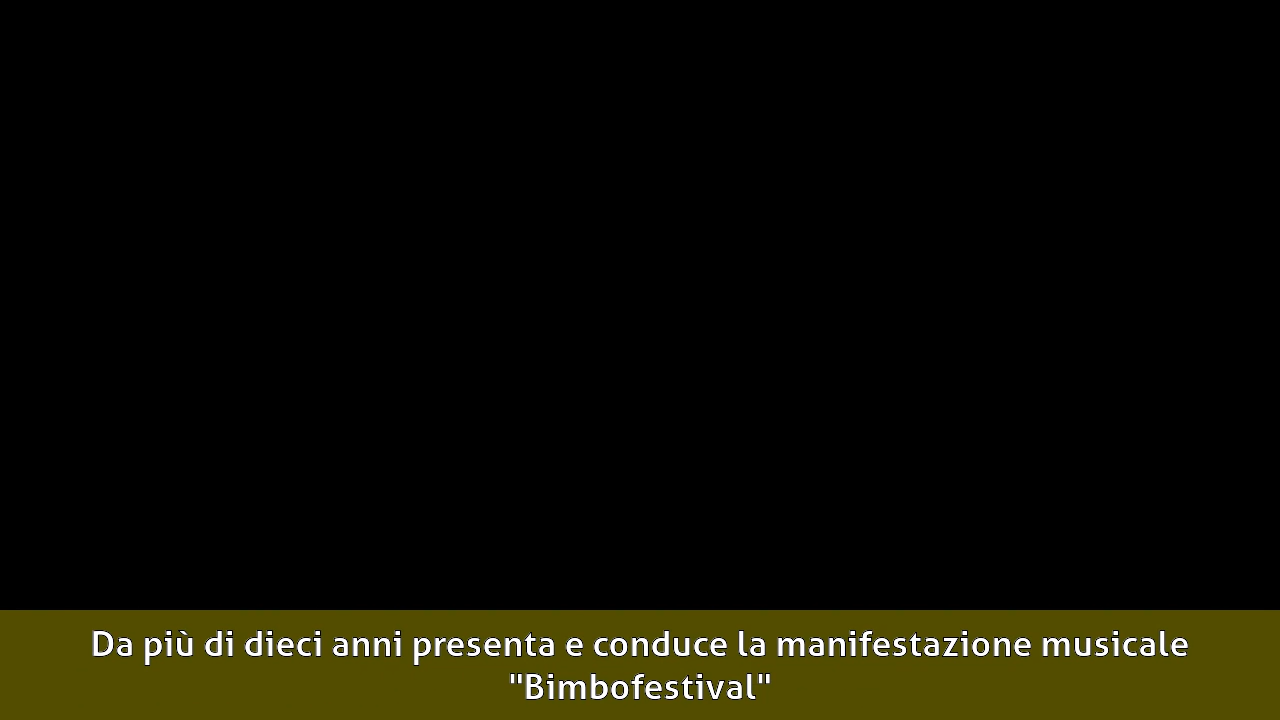 Da più di dieci anni presenta e conduce la manifestazione musicale
"Bimbofestival"